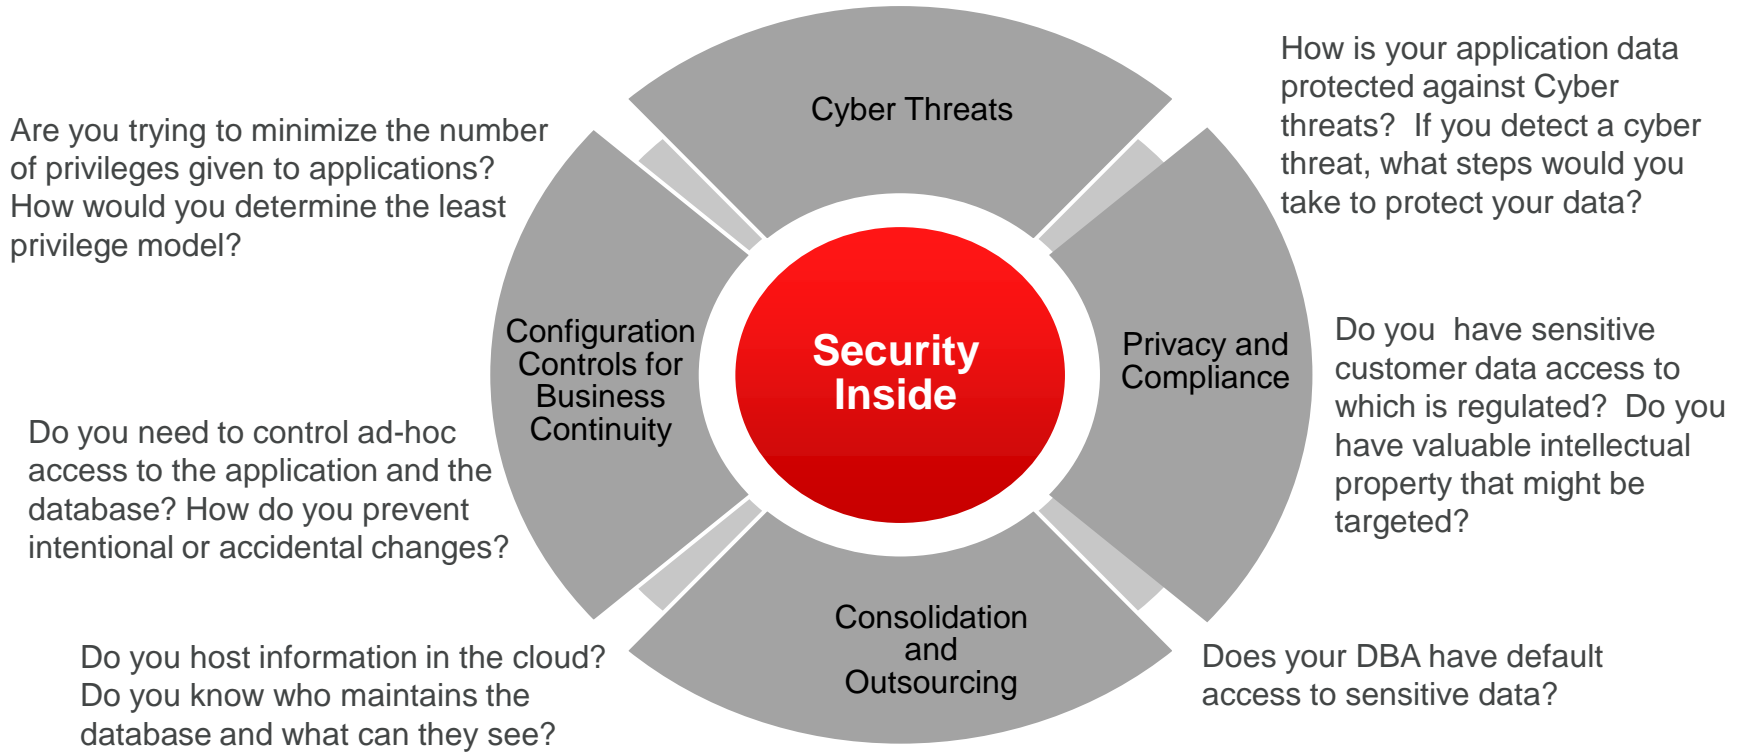 Cyber Threats
How is your application data
protected against Cyber
threats?  If you detect a cyber
threat, what steps would you
take to protect your data?
Are you trying to minimize the number
of privileges given to applications?
How would you determine the least
privilege model?
Configuration
Controls for
Business
Continuity
Security
Inside
Privacy and
Compliance
Do you  have sensitive
customer data access to
which is regulated?  Do you
have valuable intellectual
property that might be
targeted?
Do you need to control ad-hoc
access to the application and the
database? How do you prevent
intentional or accidental changes?
Consolidation
and
Outsourcing
Do you host information in the cloud?
Do you know who maintains the
database and what can they see?
Does your DBA have default
access to sensitive data?